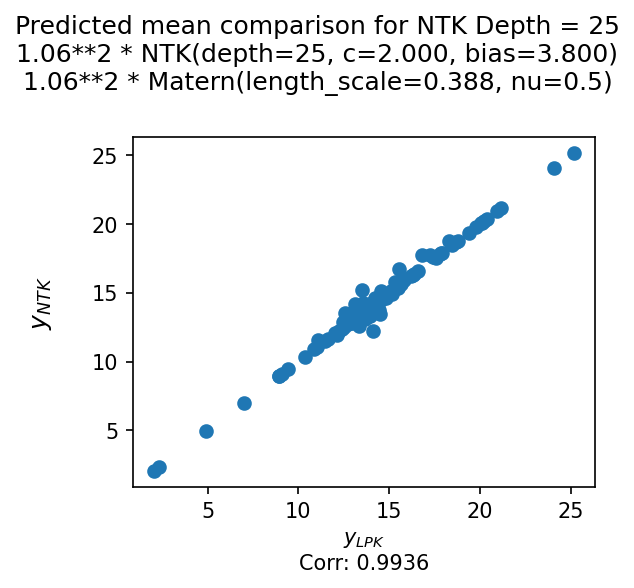 Predicted mean comparison for NTK Depth = 25
1.06**2 * NTK(depth=25, c=2.000, bias=3.800)
1.06**2 * Matern(length_scale=0.388, nu=0.5)
25
20
15
10
5
y_NTK
5 10 15 20 25
y_LPK
Corr: 0.9936